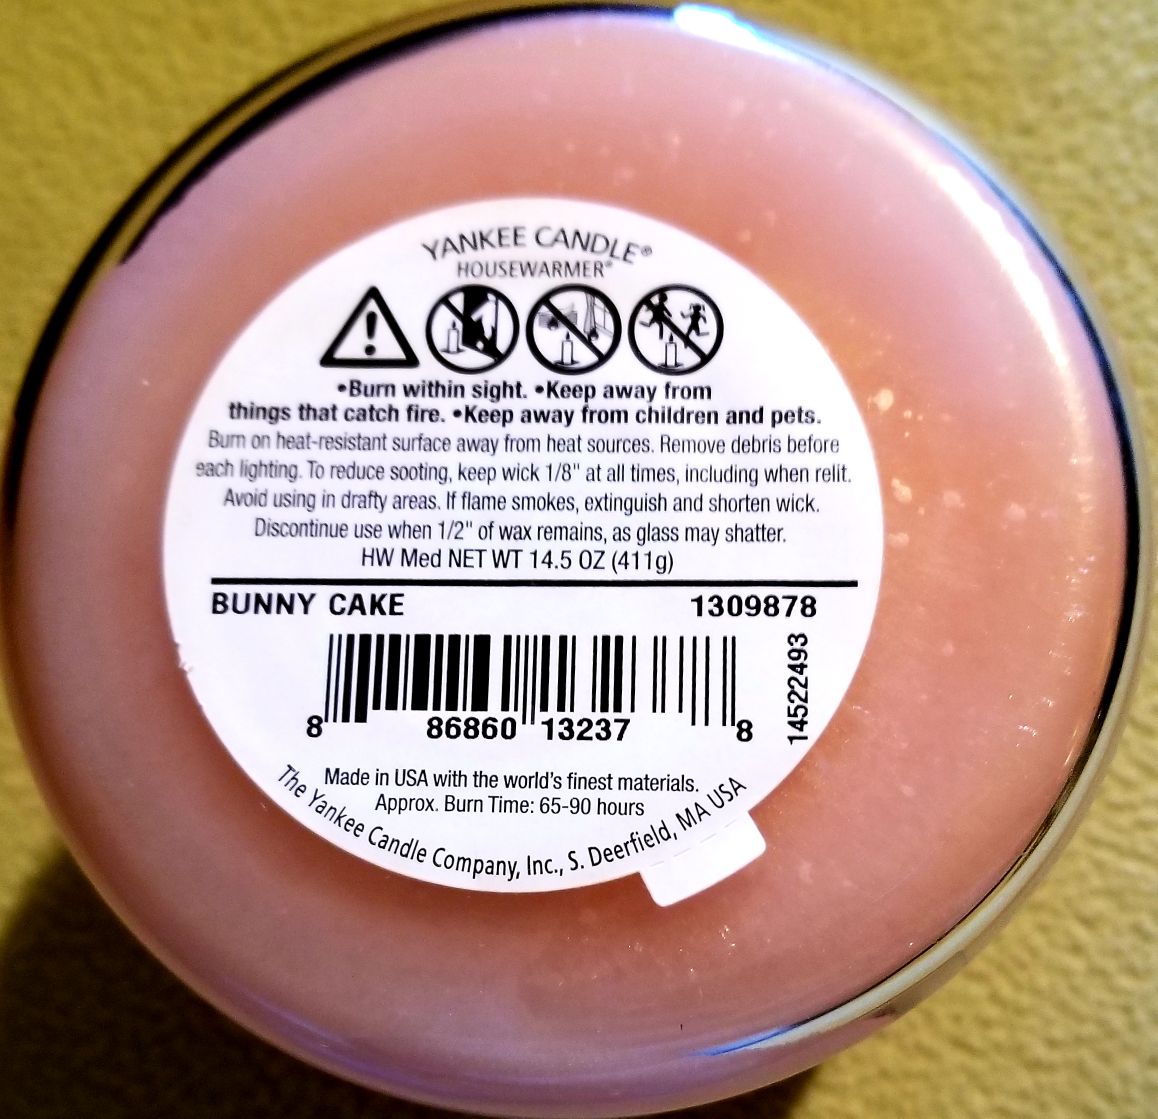 YANKEE CANDLE®
HOUSEWARMER®
•Burn within sight. •Keep away from
things that catch fire. •Keep away from children and pets.
Burn on heat-resistant surface away from heat sources. Remove debris before
each lighting. To reduce sooting, keep wick 1/8" at all times, including when relit.
Avoid using in drafty areas. If flame smokes, extinguish and shorten wick.
Discontinue use when 1/2" of wax remains, as glass may shatter.
HW Med NET WT 14.5 OZ (411g)
BUNNY CAKE 1309878
8 86860 13237 8
14522493
Made in USA with the world's finest materials.
Approx. Burn Time: 65-90 hours
The Yankee Candle Company, Inc., S. Deerfield, MA USA